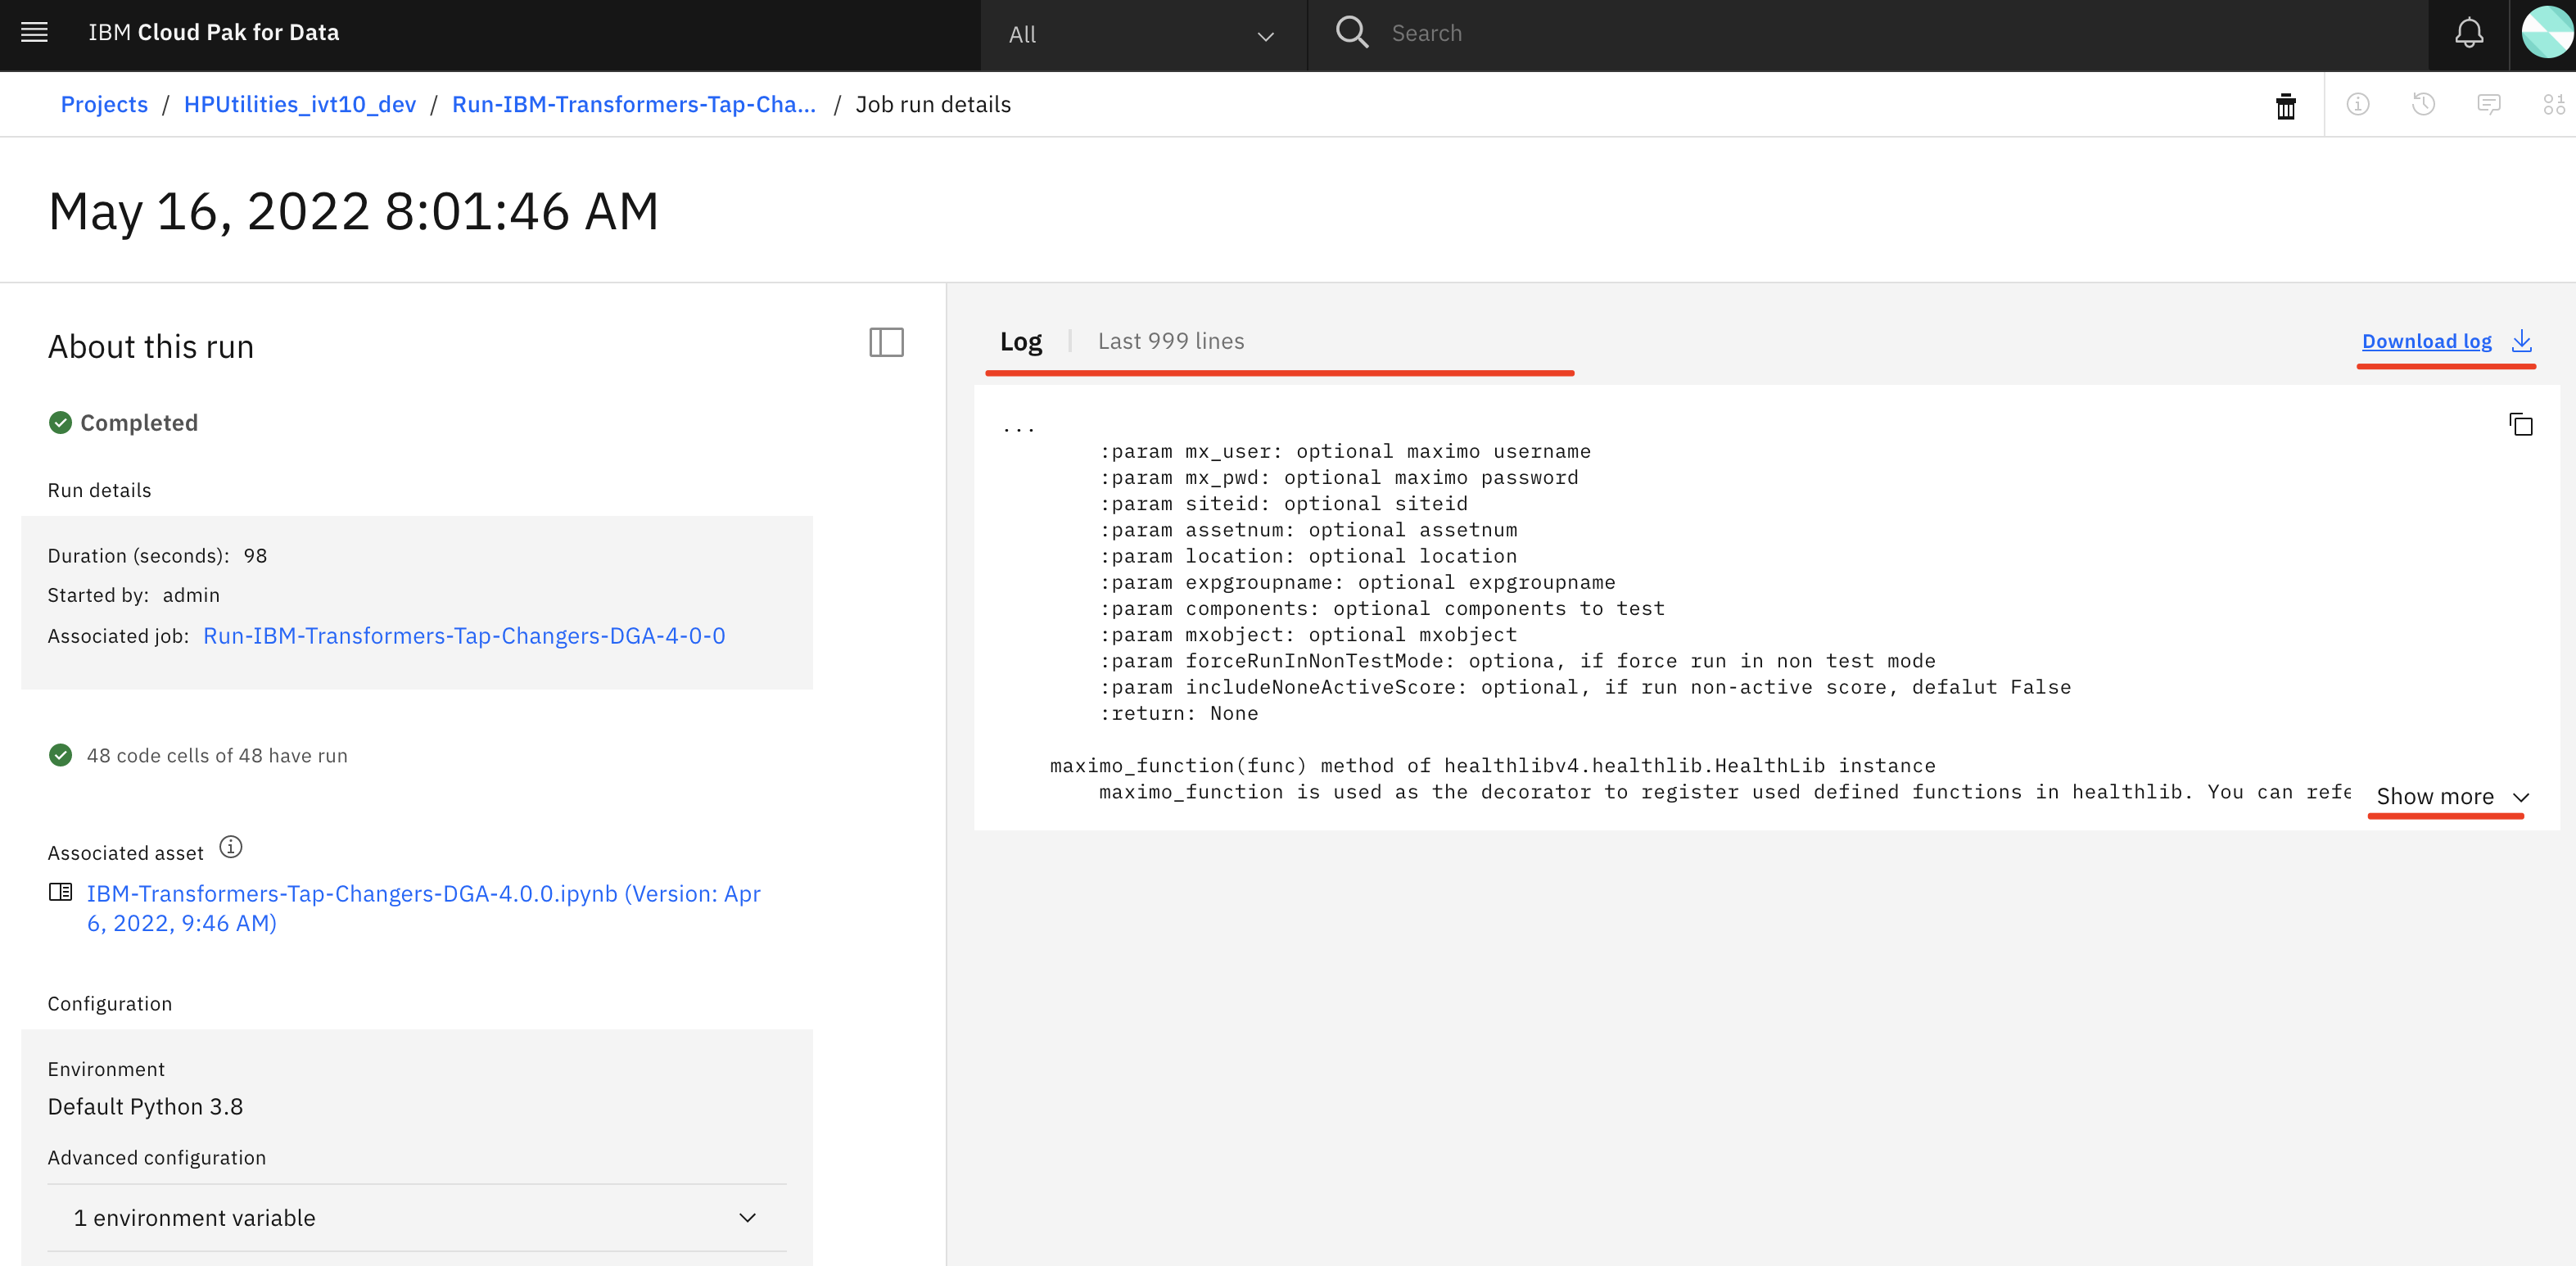 IBM Cloud Pak for Data
All
Search
Projects / HPUtilities_ivt10_dev / Run-IBM-Transformers-Tap-Cha... / Job run details
May 16, 2022 8:01:46 AM
About this run
Completed
Run details
Duration (seconds): 98
Started by: admin
Associated job: Run-IBM-Transformers-Tap-Changers-DGA-4-0-0
48 code cells of 48 have run
Associated asset
IBM-Transformers-Tap-Changers-DGA-4.0.0.ipynb (Version: Apr
6, 2022, 9:46 AM)
Configuration
Environment
Default Python 3.8
Advanced configuration
1 environment variable
Log | Last 999 lines
Download log
...
:param mx_user: optional maximo username
:param mx_pwd: optional maximo password
:param siteid: optional siteid
:param assetnum: optional assetnum
:param location: optional location
:param expgroupname: optional expgroupname
:param components: optional components to test
:param mxobject: optional mxobject
:param forceRunInNonTestMode: optiona, if force run in non test mode
:param includeNoneActiveScore: optional, if run non-active score, defalut False
:return: None
maximo_function(func) method of healthlibv4.healthlib.HealthLib instance
maximo_function is used as the decorator to register used defined functions in healthlib. You can refe
Show more